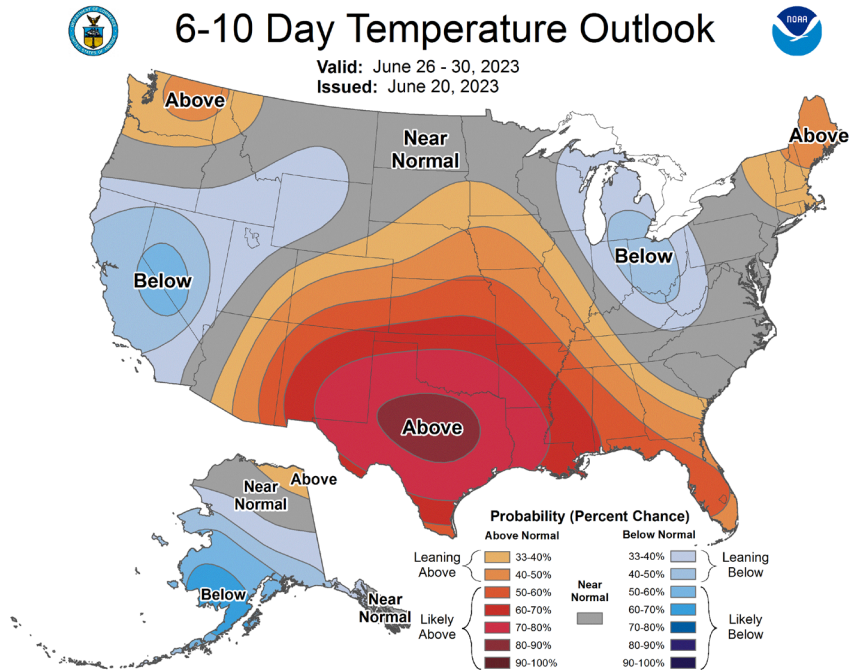 6-10 Day Temperature Outlook
NOAA
Valid: June 26 - 30, 2023
Issued: June 20, 2023
Above
Near
Normal
Above
Below
Below
Above
Above
Near
Normal
Below
Near
Normal
Probability (Percent Chance)
Above Normal
Below Normal
Leaning
Above
33-40%
40-50%
Likely
Above
50-60%
60-70%
70-80%
80-90%
90-100%
Near
Normal
33-40%
40-50%
Leaning
Below
50-60%
60-70%
70-80%
80-90%
90-100%
Likely
Below